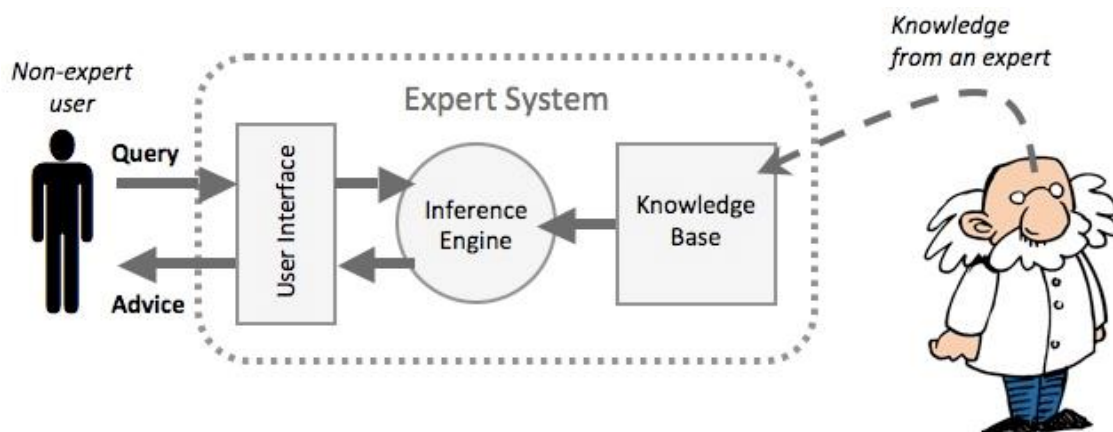 Non-expert
user
Knowledge
from an expert
Expert System
Query
Advice
User Interface
Inference
Engine
Knowledge
Base